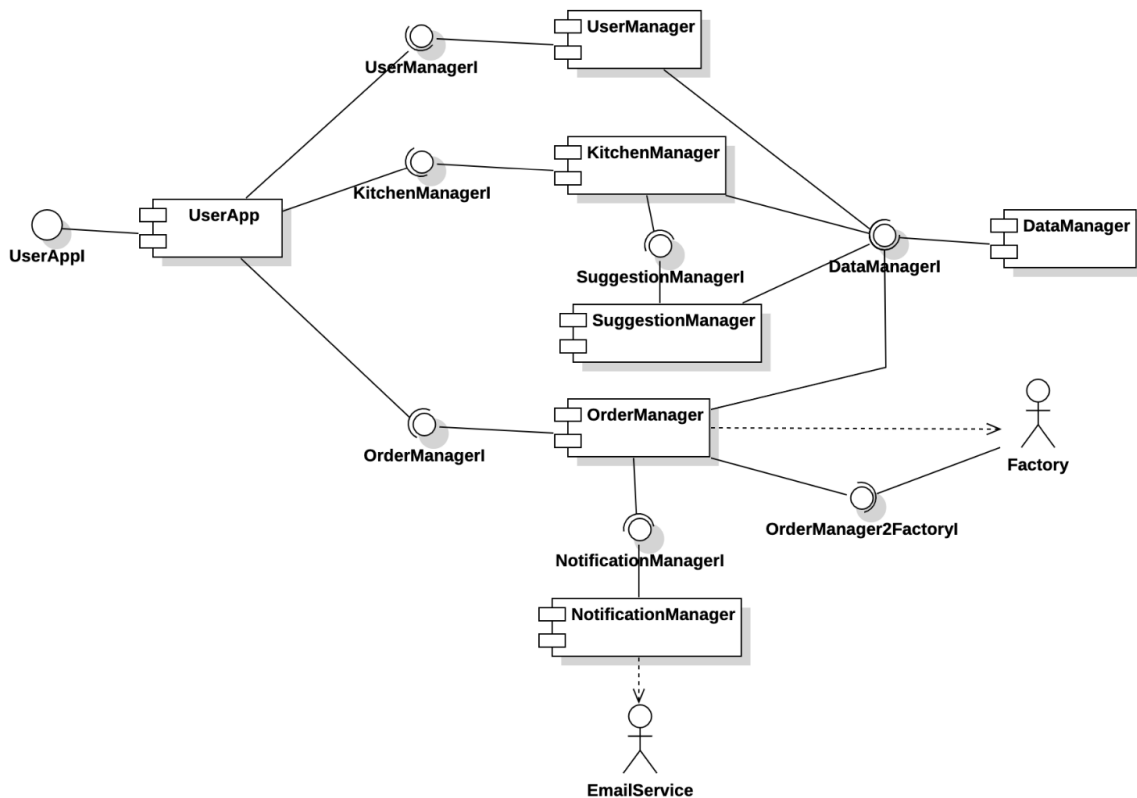 UserManager
UserManagerI
KitchenManager
KitchenManagerI
UserApp
UserAppI
DataManager
DataManagerI
SuggestionManagerI
SuggestionManager
OrderManager
OrderManagerI
Factory
OrderManager2FactoryI
NotificationManagerI
NotificationManager
EmailService